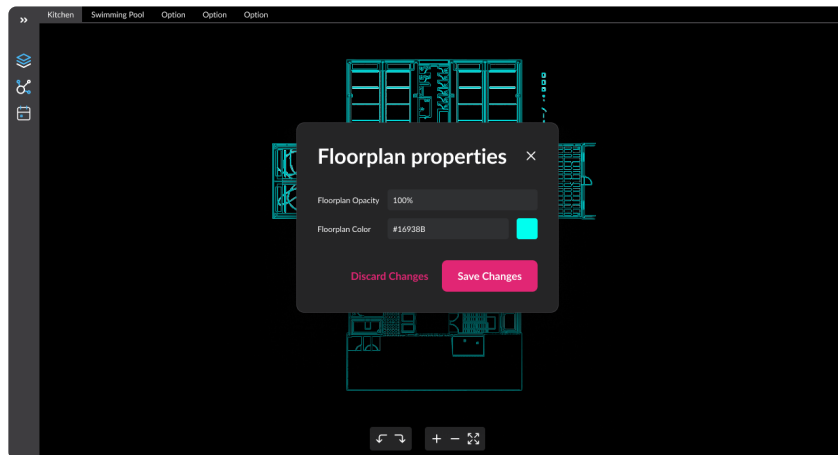 Kitchen Swimming Pool Option Option Option
Floorplan properties
Floorplan Opacity 100%
Floorplan Color #16938B
Discard Changes Save Changes